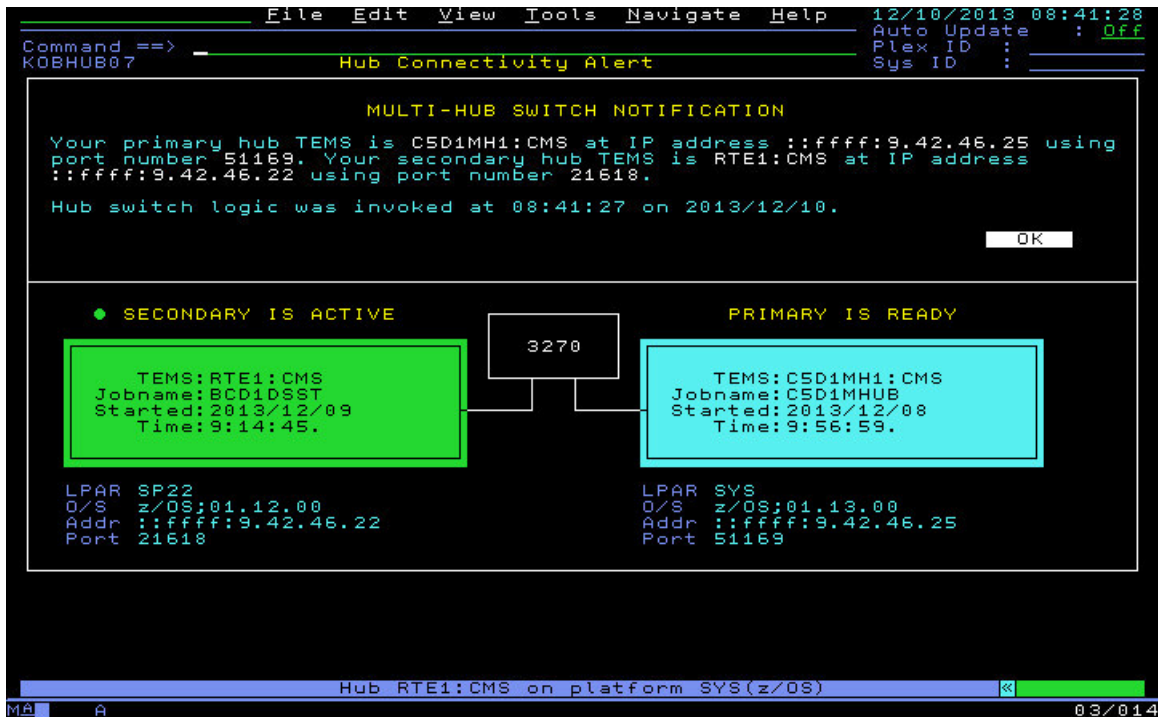 File Edit View Tools Navigate Help 12/10/2013 08:41:28
Auto Update : Off
Command ==> _ Plex ID :
KOBHUB07 Hub Connectivity Alert Sys ID :
MULTI-HUB SWITCH NOTIFICATION
Your primary hub TEMS is C5D1MH1:CMS at IP address ::ffff:9.42.46.25 using
port number 51169. Your secondary hub TEMS is RTE1:CMS at IP address
::ffff:9.42.46.22 using port number 21618.
Hub switch logic was invoked at 08:41:27 on 2013/12/10.
OK
SECONDARY IS ACTIVE PRIMARY IS READY
3270
TEMS:RTE1:CMS TEMS:C5D1MH1:CMS
Jobname:BCD1DSST Jobname:C5D1MHUB
Started:2013/12/09 Started:2013/12/08
Time:9:14:45. Time:9:56:59.
LPAR SP22 LPAR SYS
O/S z/OS;01.12.00 O/S z/OS;01.13.00
Addr ::ffff:9.42.46.22 Addr ::ffff:9.42.46.25
Port 21618 Port 51169
Hub RTE1:CMS on platform SYS(z/OS) «
MA A 03/014